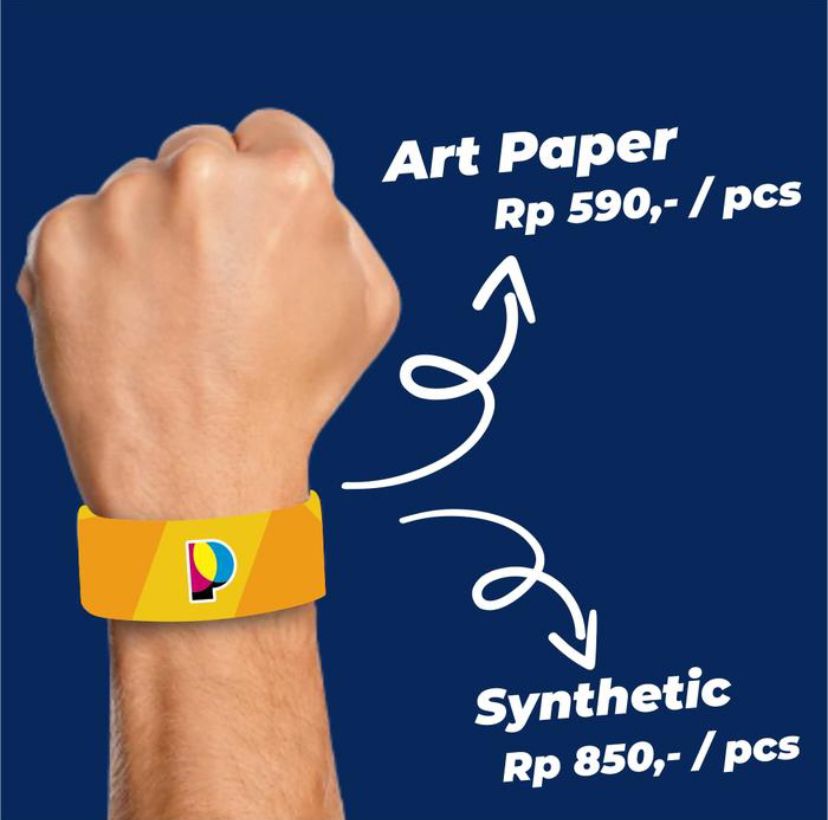 Art Paper
Rp 590,- / pcs
P
Synthetic
Rp 850,- / pcs